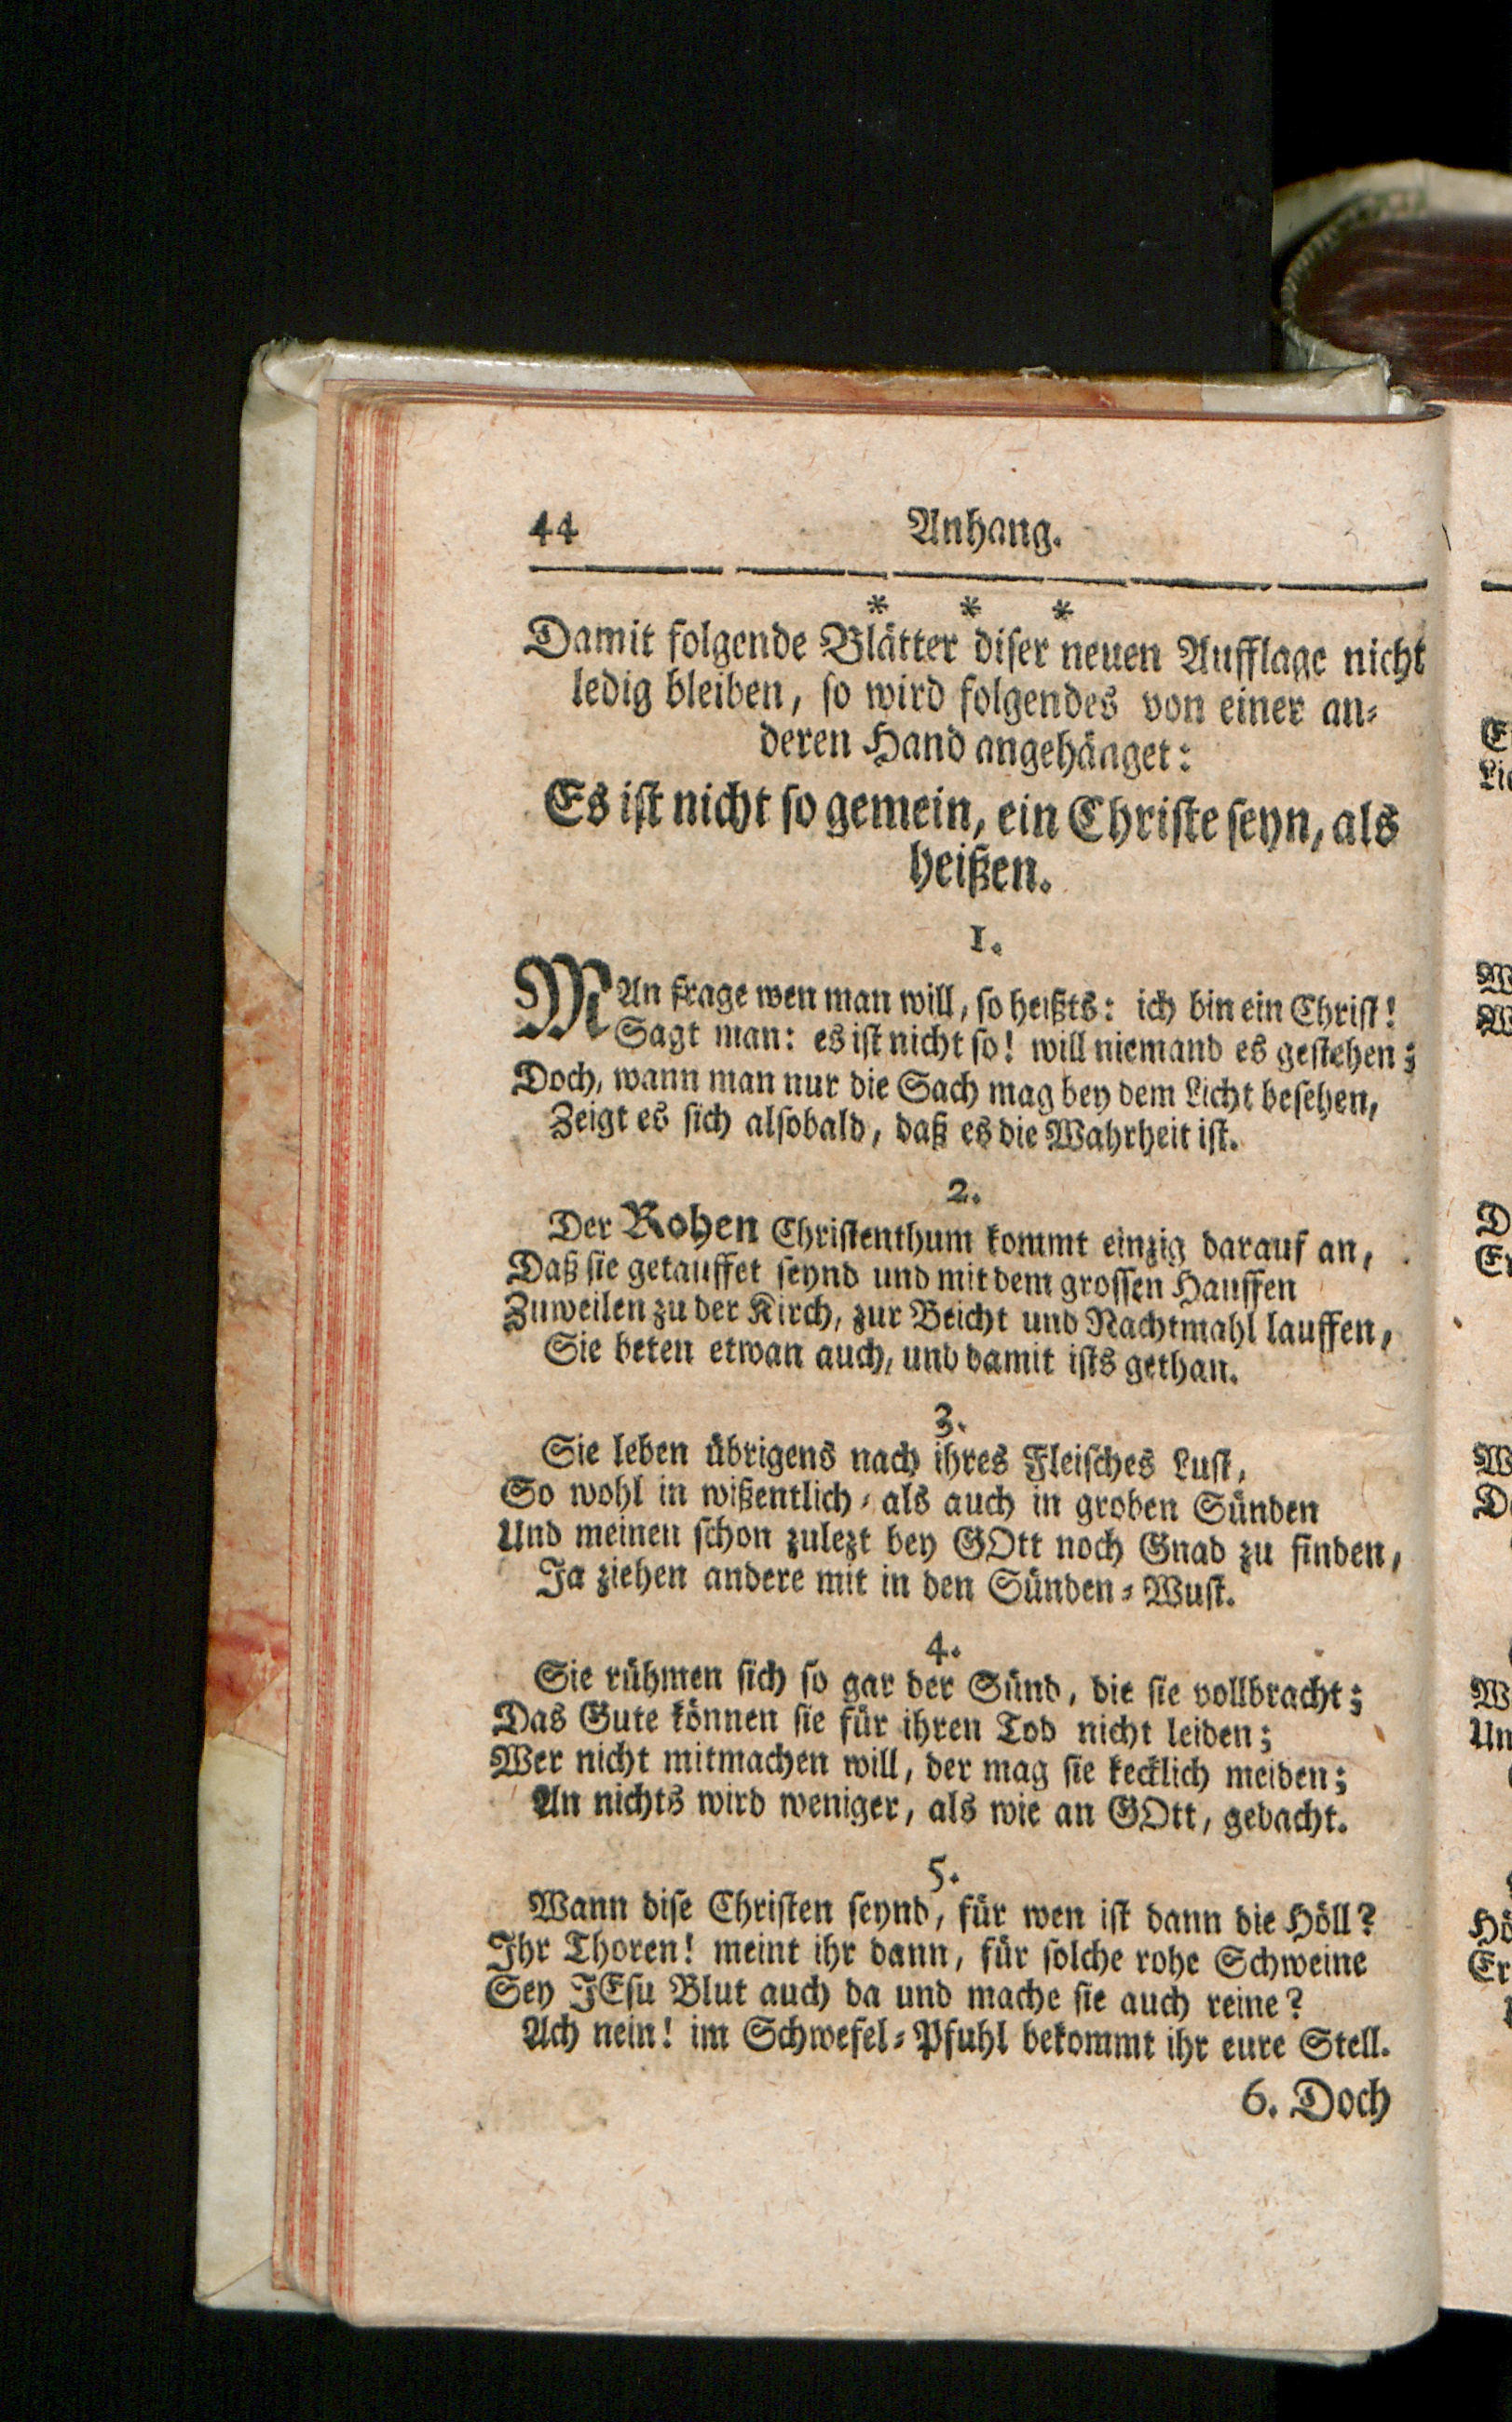 44 Anhang.
* * *
Damit folgende Blätter diser neuen Aufflage nicht
ledig bleiben, so wird folgendes von einer an-
deren Hand angehänget:
Es ist nicht so gemein, ein Christe seyn, als
heißen.
1.
MAn frage wen man will, so heißts: ich bin ein Christ!
Sagt man: es ist nicht so! will niemand es gestehen;
Doch, wann man nur die Sach mag bey dem Licht besehen,
Zeigt es sich alsobald, daß es die Wahrheit ist.
2.
Der Rohen Christenthum kommt einzig darauf an,
Daß sie getauffet seynd und mit dem grossen Hauffen
Zuweilen zu der Kirch, zur Beicht und Nachtmahl lauffen,
Sie beten etwan auch, und damit ists gethan.
3.
Sie leben übrigens nach ihres Fleisches Lust,
So wohl in wißentlich- als auch in groben Sünden
Und meinen schon zulezt bey GOtt noch Gnad zu finden,
Ja ziehen andere mit in den Sünden-Wust.
4.
Sie rühmen sich so gar der Sünd, die sie vollbracht;
Das Gute können sie für ihren Tod nicht leiden;
Wer nicht mitmachen will, der mag sie kecklich meiden;
An nichts wird weniger, als wie an GOtt, gedacht.
5.
Wann dise Christen seynd, für wen ist dann die Höll?
Ihr Thoren! meint ihr dann, für solche rohe Schweine
Sey JEsu Blut auch da und mache sie auch reine?
Ach nein! im Schwefel-Pfuhl bekommt ihr eure Stell.
6. Doch